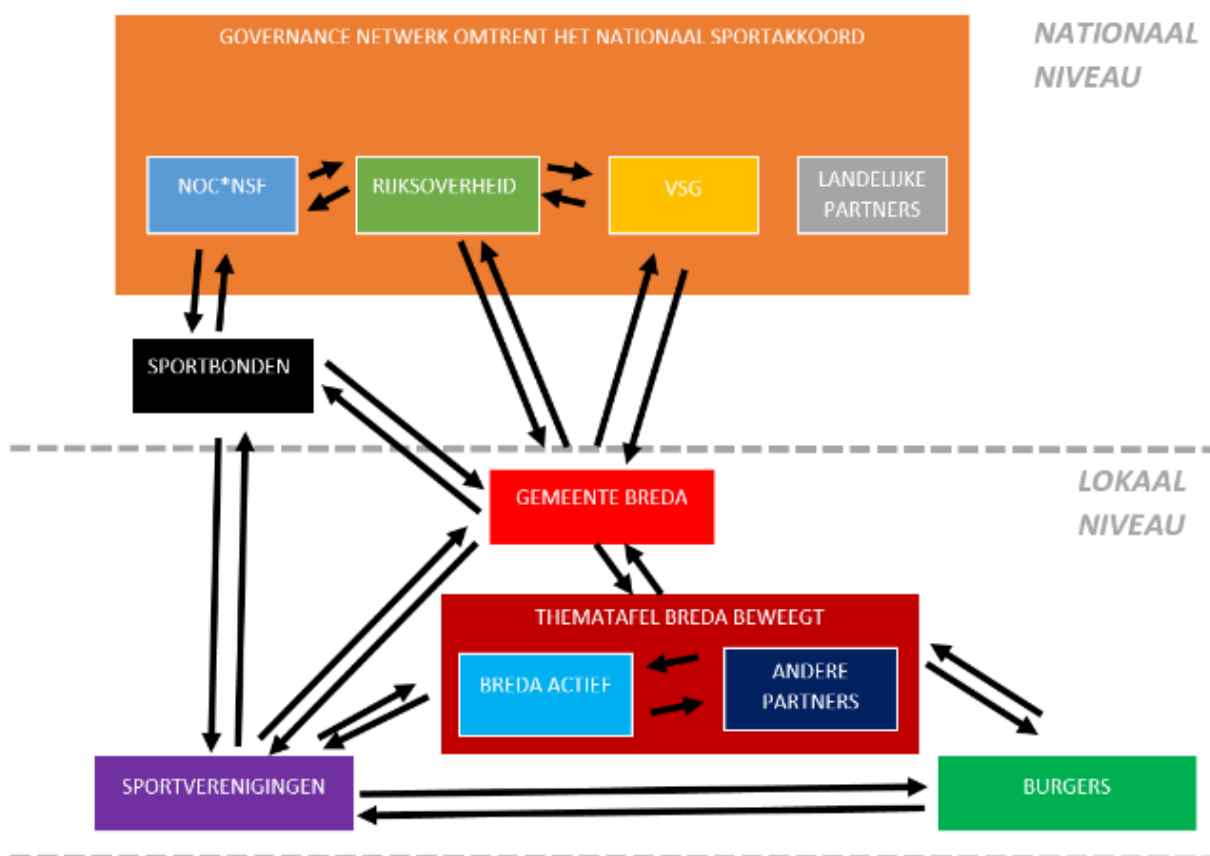 GOVERNANCE NETWERK OMTRENT HET NATIONAAL SPORTAKKOORD
NATIONAAL
NIVEAU
NOC*NSF
RIJKSOVERHEID
VSG
LANDELIJKE
PARTNERS
SPORTBONDEN
LOKAAL
NIVEAU
GEMEENTE BREDA
THEMATAFEL BREDA BEWEEGT
BREDA ACTIEF
ANDERE
PARTNERS
SPORTVERENIGINGEN
BURGERS